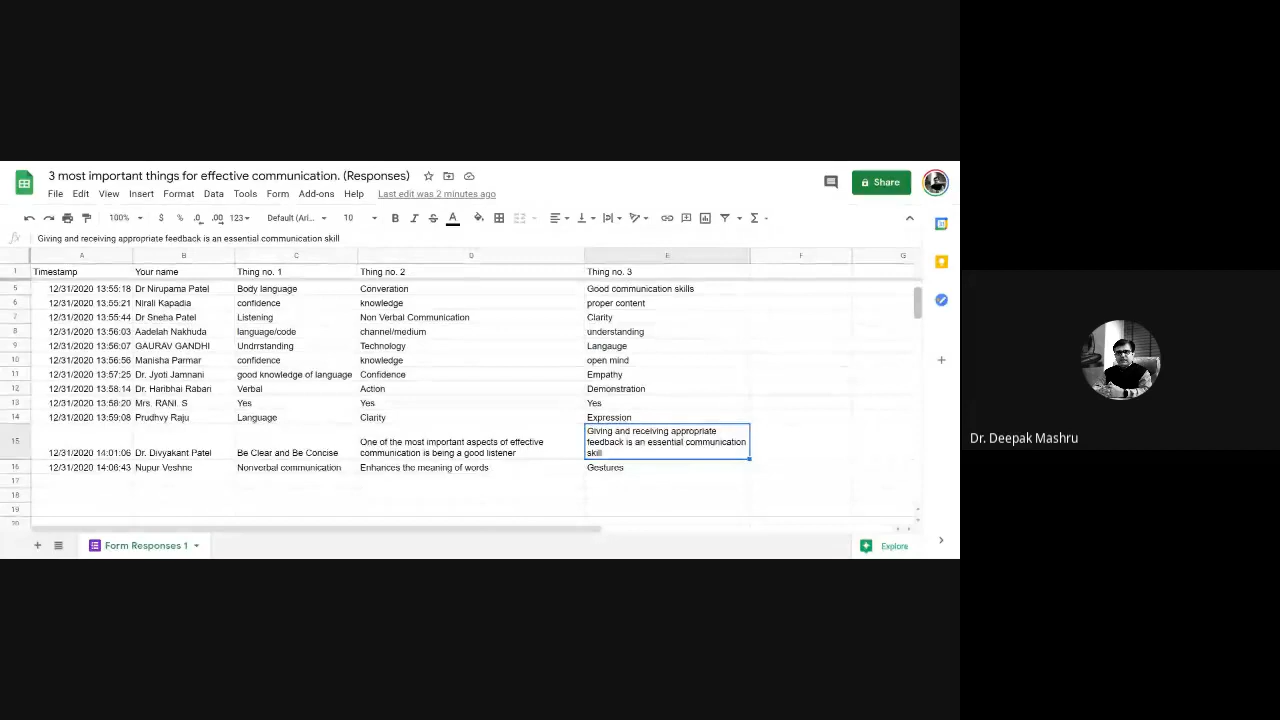 3 most important things for effective communication. (Responses)
File Edit View Insert Format Data Tools Form Add-ons Help Last edit was 2 minutes ago
Share
100% $ % .0 .00 123 Default (Ari... 10 B I S A
fx Giving and receiving appropriate feedback is an essential communication skill
A B C D E F G
1 Timestamp Your name Thing no. 1 Thing no. 2 Thing no. 3
5 12/31/2020 13:55:18 Dr Nirupama Patel Body language Converation Good communication skills
6 12/31/2020 13:55:21 Nirali Kapadia confidence knowledge proper content
7 12/31/2020 13:55:44 Dr Sneha Patel Listening Non Verbal Communication Clarity
8 12/31/2020 13:56:03 Aadelah Nakhuda language/code channel/medium understanding
9 12/31/2020 13:56:07 GAURAV GANDHI Undrrstanding Technology Langauge
10 12/31/2020 13:56:56 Manisha Parmar confidence knowledge open mind
11 12/31/2020 13:57:25 Dr. Jyoti Jamnani good knowledge of language Confidence Empathy
12 12/31/2020 13:58:14 Dr. Haribhai Rabari Verbal Action Demonstration
13 12/31/2020 13:58:20 Mrs. RANI. S Yes Yes Yes
14 12/31/2020 13:59:08 Prudhvy Raju Language Clarity Expression
Giving and receiving appropriate
15 One of the most important aspects of effective feedback is an essential communication
12/31/2020 14:01:06 Dr. Divyakant Patel Be Clear and Be Concise communication is being a good listener skill
16 12/31/2020 14:06:43 Nupur Veshne Nonverbal communication Enhances the meaning of words Gestures
17
18
19
20
Form Responses 1
Explore
Dr. Deepak Mashru